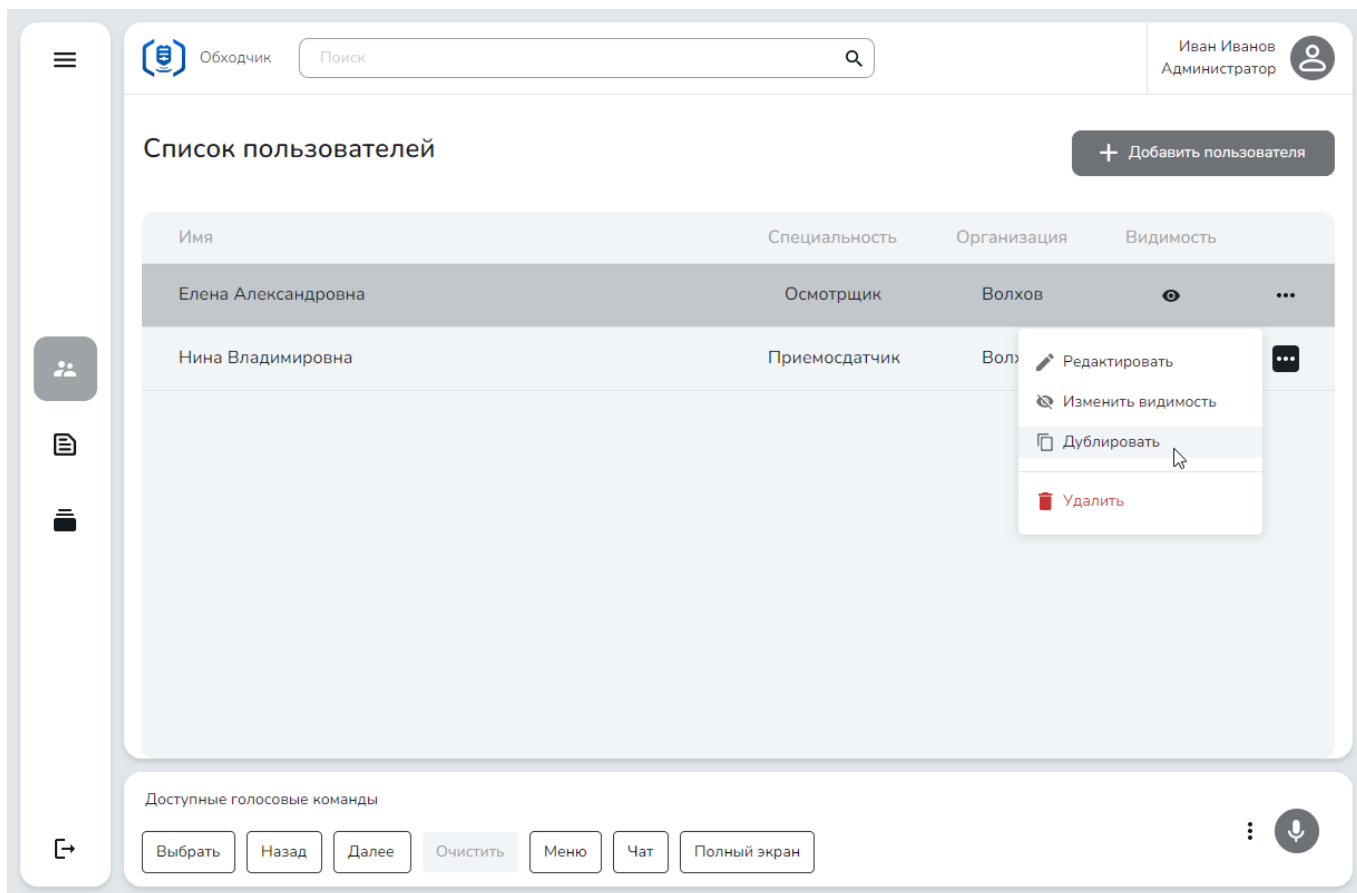 Обходчик
Поиск
Иван Иванов
Администратор
Список пользователей
Добавить пользователя
Имя Специальность Организация Видимость
Елена Александровна Осмотрщик Волхов
Нина Владимировна Приемосдатчик
Редактировать
Изменить видимость
Дублировать
Удалить
Доступные голосовые команды
Выбрать Назад Далее Очистить Меню Чат Полный экран